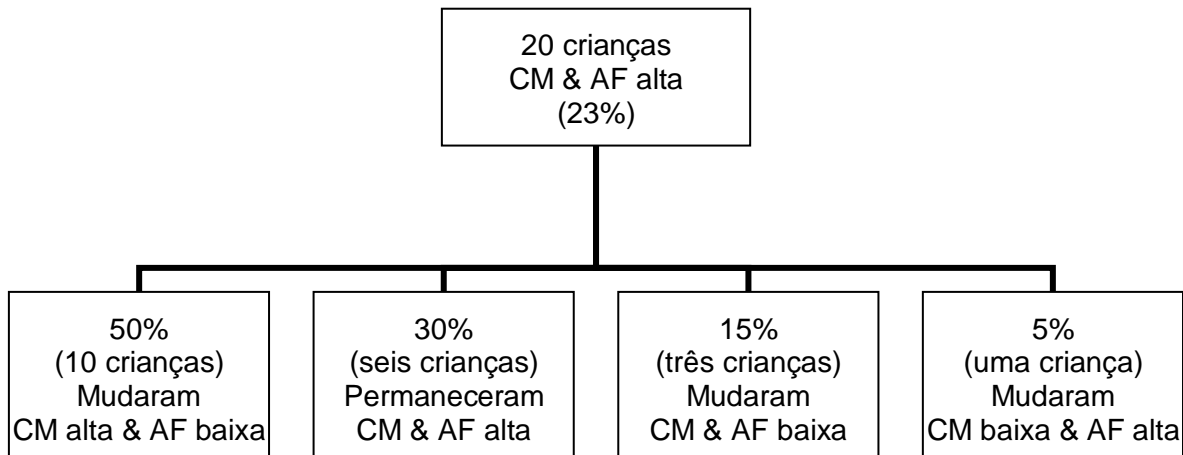 20 crianças
CM & AF alta
(23%)
50%
(10 crianças)
Mudaram
CM alta & AF baixa
30%
(seis crianças)
Permaneceram
CM & AF alta
15%
(três crianças)
Mudaram
CM & AF baixa
5%
(uma criança)
Mudaram
CM baixa & AF alta